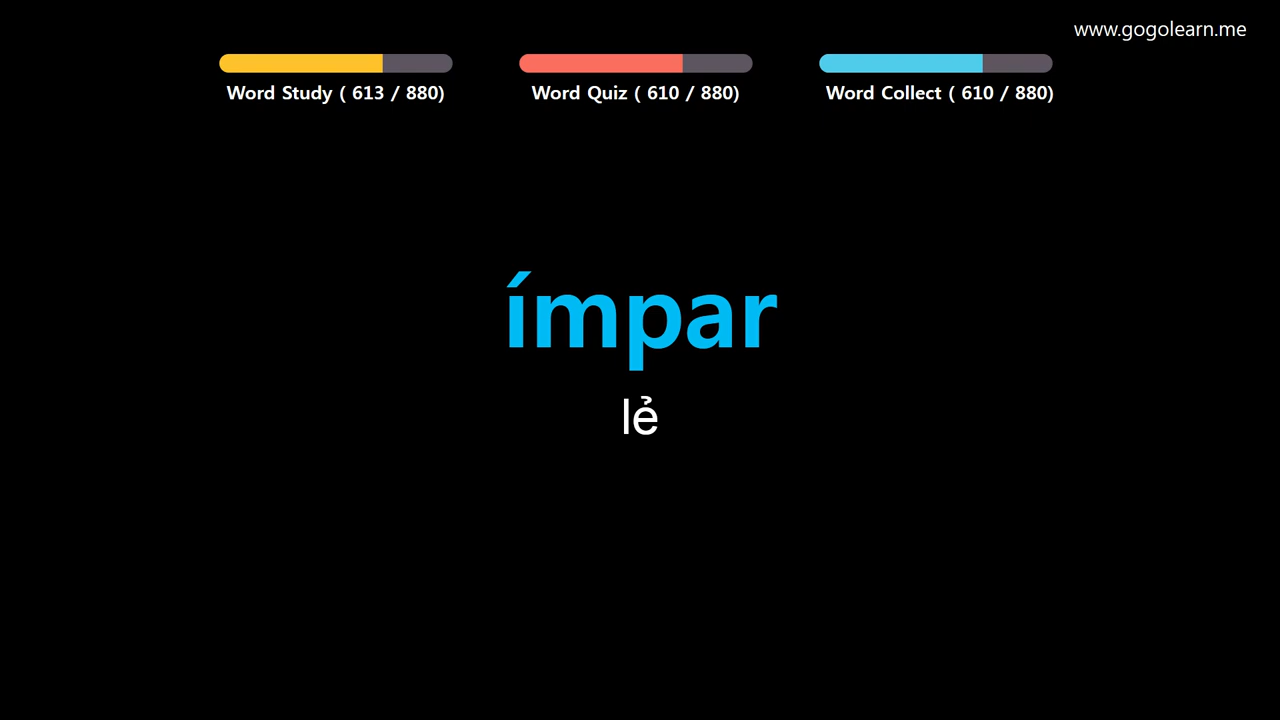 www.gogolearn.me
Word Study ( 613 / 880)
Word Quiz ( 610 / 880)
Word Collect ( 610 / 880)
ímpar
lẻ